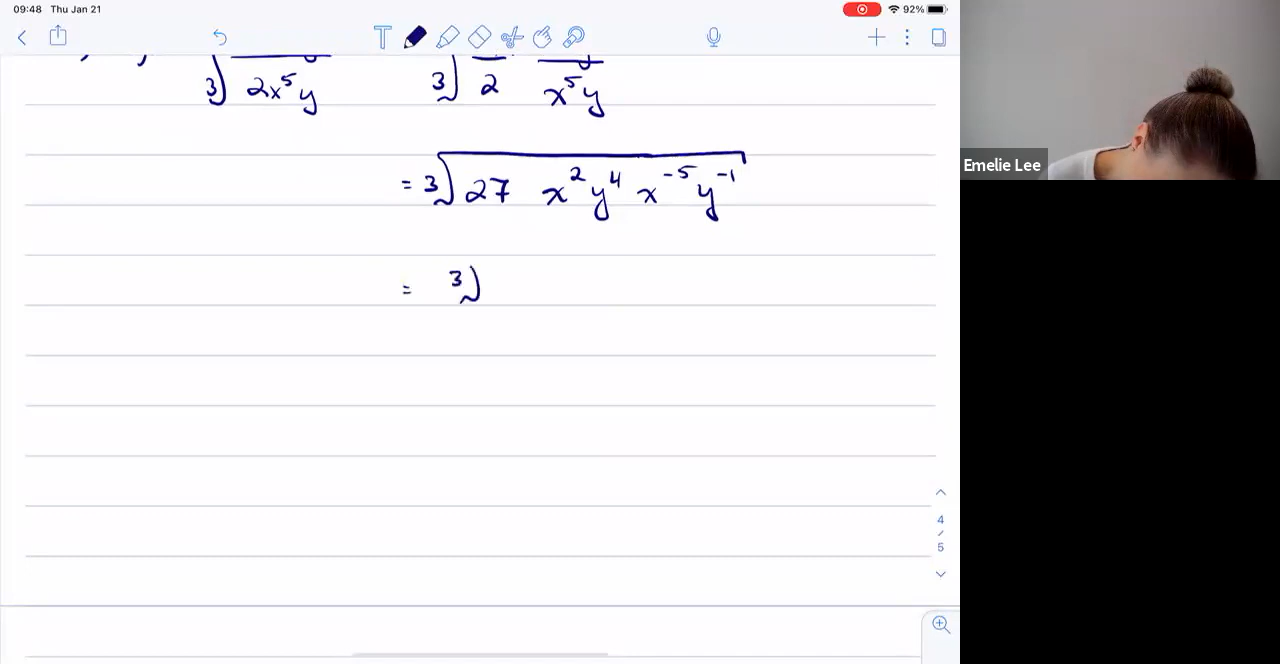 09:48 Thu Jan 21 92%
T
3√ 2x⁵y 3√ 2 x⁵y
= 3√ 27 x² y⁴ x⁻⁵ y⁻¹
= 3√
Emelie Lee
4
5